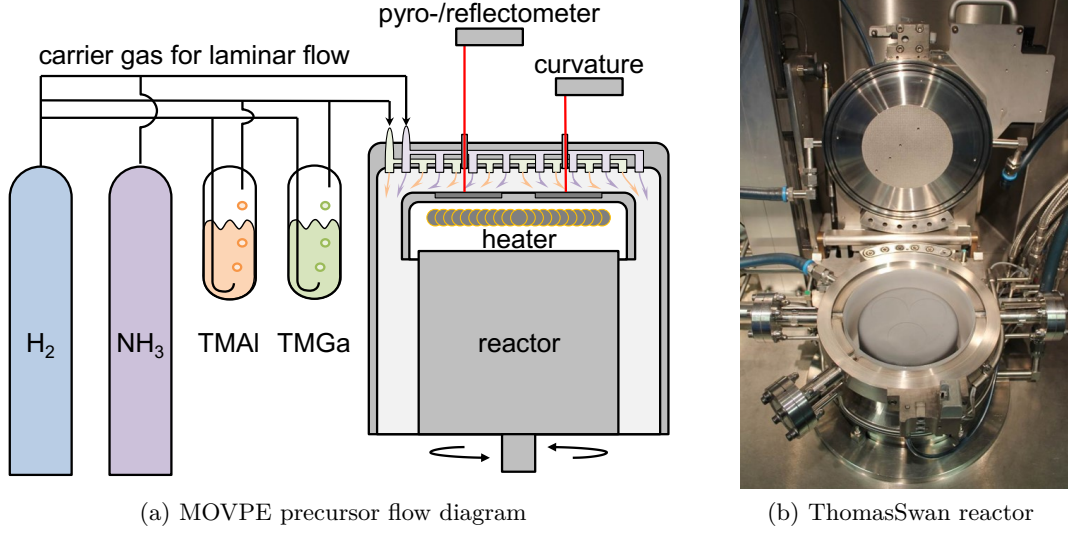 pyro-/reflectometer
carrier gas for laminar flow
curvature
heater
H₂
NH₃
TMAl
TMGa
reactor
(a) MOVPE precursor flow diagram
(b) ThomasSwan reactor